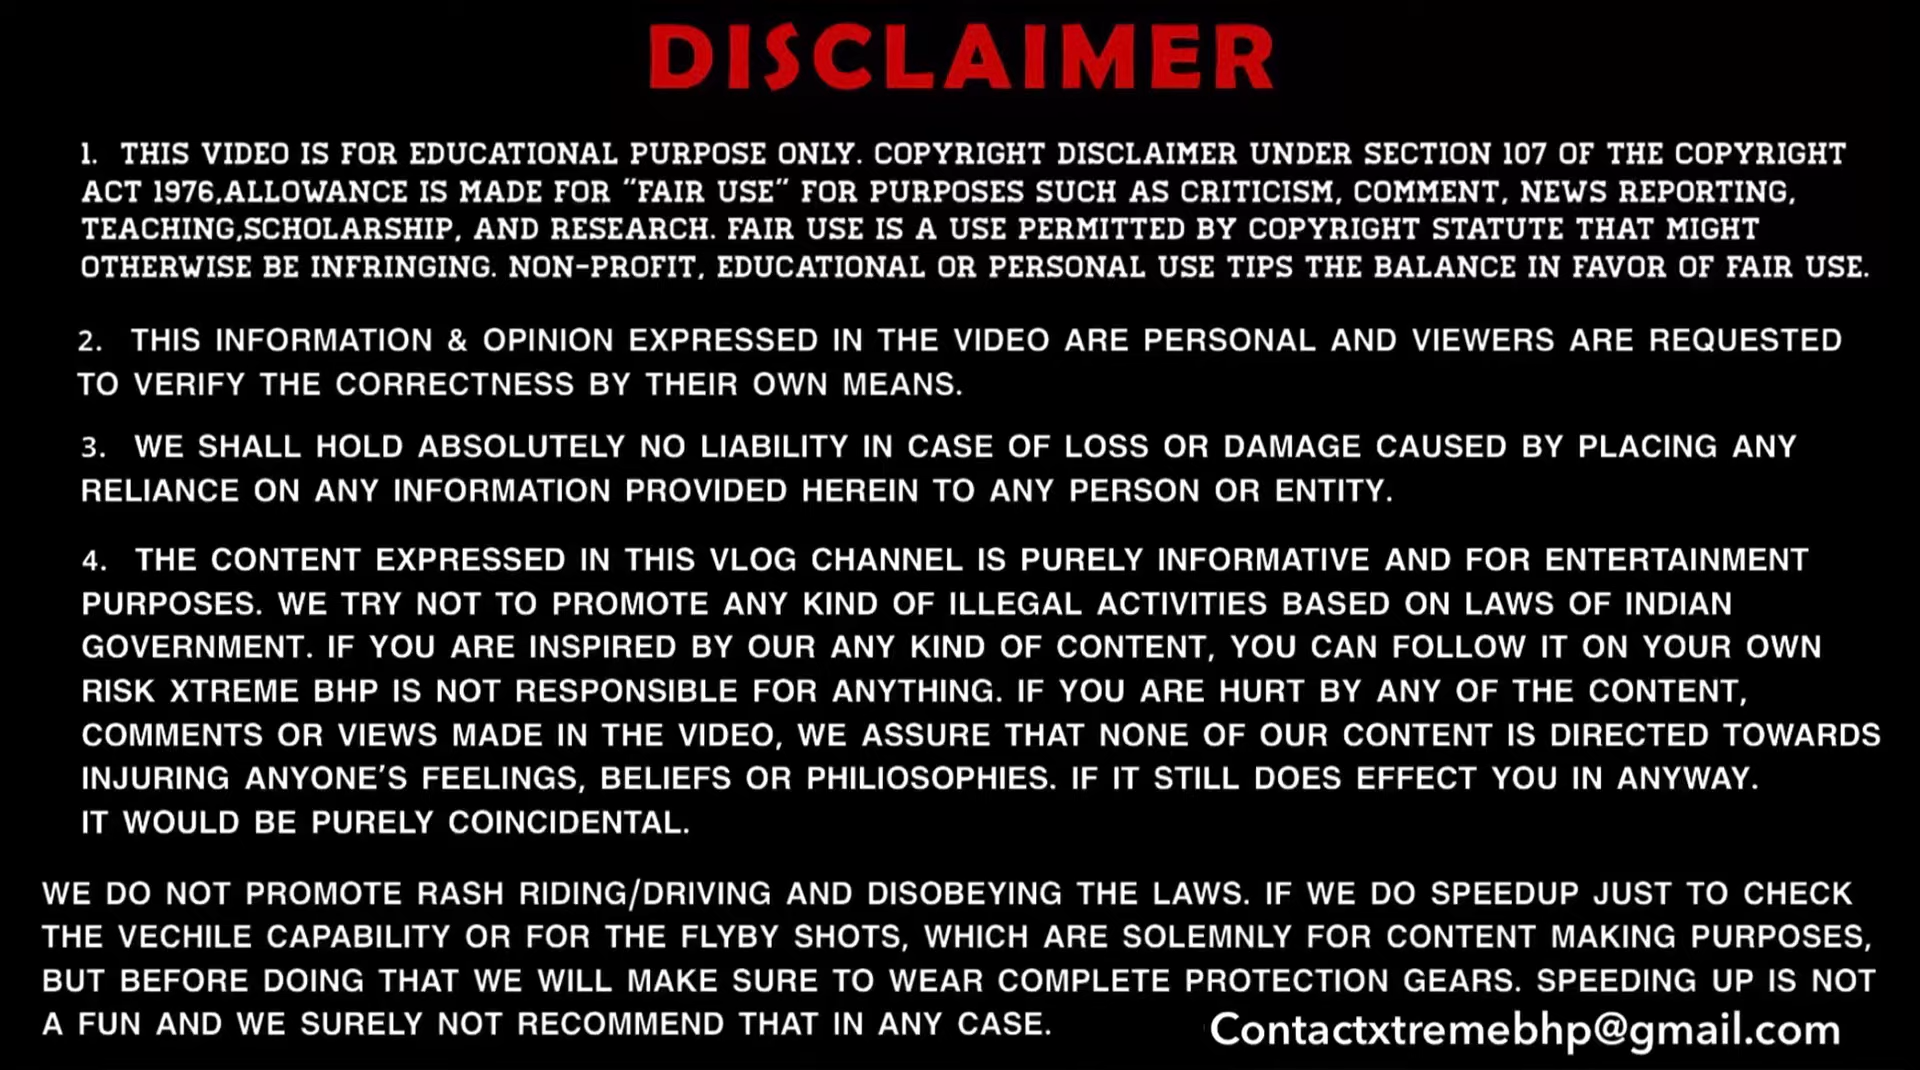 DISCLAIMER
1. THIS VIDEO IS FOR EDUCATIONAL PURPOSE ONLY. COPYRIGHT DISCLAIMER UNDER SECTION 107 OF THE COPYRIGHT
ACT 1976,ALLOWANCE IS MADE FOR "FAIR USE" FOR PURPOSES SUCH AS CRITICISM, COMMENT, NEWS REPORTING,
TEACHING,SCHOLARSHIP, AND RESEARCH. FAIR USE IS A USE PERMITTED BY COPYRIGHT STATUTE THAT MIGHT
OTHERWISE BE INFRINGING. NON-PROFIT, EDUCATIONAL OR PERSONAL USE TIPS THE BALANCE IN FAVOR OF FAIR USE.
2. THIS INFORMATION & OPINION EXPRESSED IN THE VIDEO ARE PERSONAL AND VIEWERS ARE REQUESTED
TO VERIFY THE CORRECTNESS BY THEIR OWN MEANS.
3. WE SHALL HOLD ABSOLUTELY NO LIABILITY IN CASE OF LOSS OR DAMAGE CAUSED BY PLACING ANY
RELIANCE ON ANY INFORMATION PROVIDED HEREIN TO ANY PERSON OR ENTITY.
4. THE CONTENT EXPRESSED IN THIS VLOG CHANNEL IS PURELY INFORMATIVE AND FOR ENTERTAINMENT
PURPOSES. WE TRY NOT TO PROMOTE ANY KIND OF ILLEGAL ACTIVITIES BASED ON LAWS OF INDIAN
GOVERNMENT. IF YOU ARE INSPIRED BY OUR ANY KIND OF CONTENT, YOU CAN FOLLOW IT ON YOUR OWN
RISK XTREME BHP IS NOT RESPONSIBLE FOR ANYTHING. IF YOU ARE HURT BY ANY OF THE CONTENT,
COMMENTS OR VIEWS MADE IN THE VIDEO, WE ASSURE THAT NONE OF OUR CONTENT IS DIRECTED TOWARDS
INJURING ANYONE'S FEELINGS, BELIEFS OR PHILIOSOPHIES. IF IT STILL DOES EFFECT YOU IN ANYWAY.
IT WOULD BE PURELY COINCIDENTAL.
WE DO NOT PROMOTE RASH RIDING/DRIVING AND DISOBEYING THE LAWS. IF WE DO SPEEDUP JUST TO CHECK
THE VECHILE CAPABILITY OR FOR THE FLYBY SHOTS, WHICH ARE SOLEMNLY FOR CONTENT MAKING PURPOSES,
BUT BEFORE DOING THAT WE WILL MAKE SURE TO WEAR COMPLETE PROTECTION GEARS. SPEEDING UP IS NOT
A FUN AND WE SURELY NOT RECOMMEND THAT IN ANY CASE.
Contactxtremebhp@gmail.com